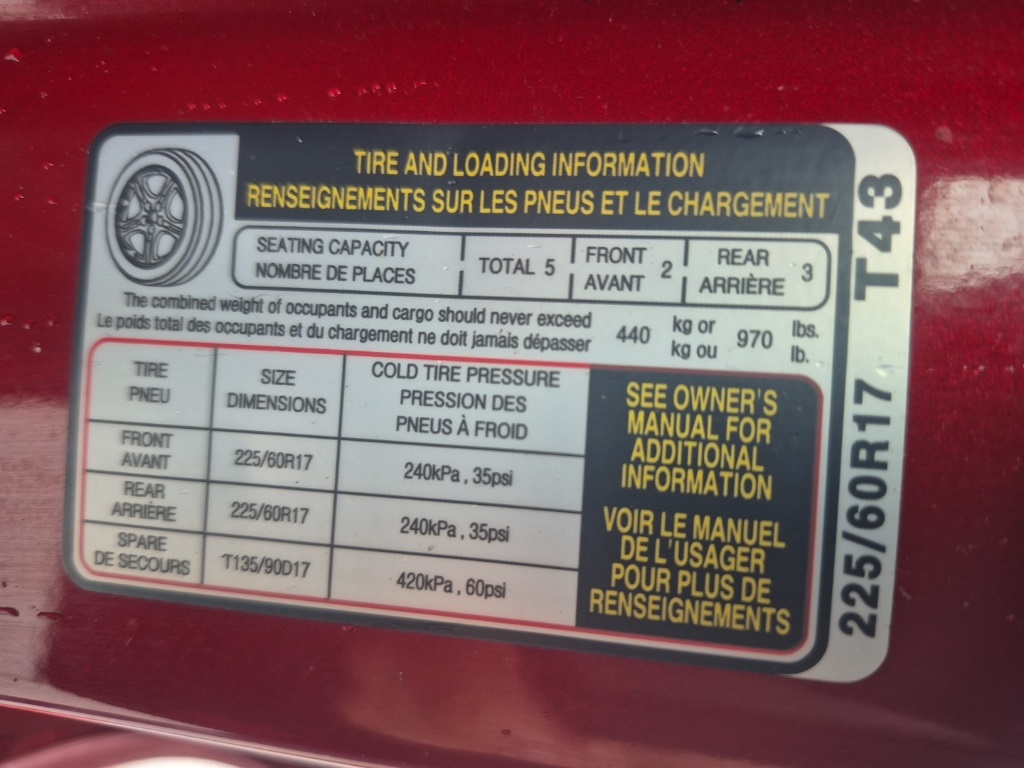 TIRE AND LOADING INFORMATION
RENSEIGNEMENTS SUR LES PNEUS ET LE CHARGEMENT
SEATING CAPACITY
NOMBRE DE PLACES
TOTAL 5
FRONT
AVANT
2
REAR
ARRIÈRE
3
The combined weight of occupants and cargo should never exceed
Le poids total des occupants et du chargement ne doit jamais dépasser
440
kg or
kg ou
970
lbs.
lb.
TIRE
PNEU
SIZE
DIMENSIONS
COLD TIRE PRESSURE
PRESSION DES
PNEUS À FROID
FRONT
AVANT
225/60R17
240kPa , 35psi
REAR
ARRIÈRE
225/60R17
240kPa , 35psi
SPARE
DE SECOURS
T135/90D17
420kPa , 60psi
SEE OWNER'S
MANUAL FOR
ADDITIONAL
INFORMATION
VOIR LE MANUEL
DE L'USAGER
POUR PLUS DE
RENSEIGNEMENTS
225/60R17 T43